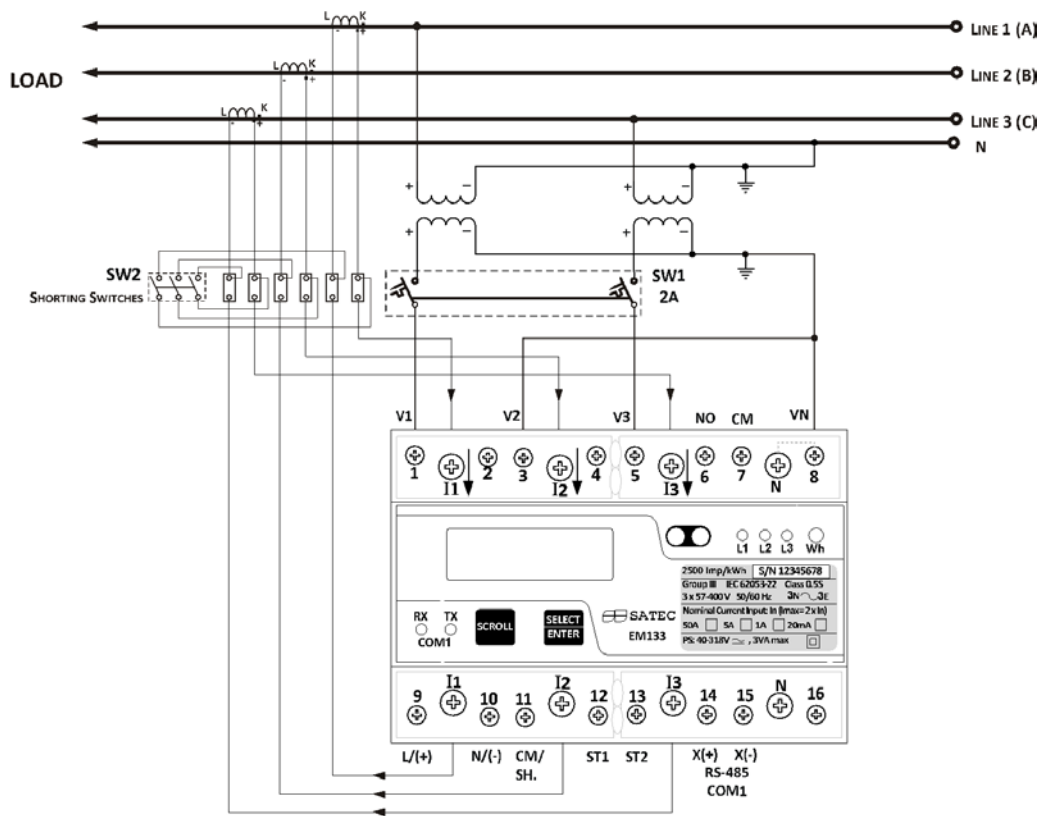 L K
- +
LINE 1 (A)
L K
- +
LOAD
LINE 2 (B)
L K
- +
LINE 3 (C)
N
+ − + −
+ − + −
SW2
SHORTING SWITCHES
SW1
2A
V1 V2 V3 NO CM VN
1 I1 2 3 I2 4 5 I3 6 7 N 8
L1 L2 L3 Wh
2500 Imp/kWh S/N 12345678
Group III IEC 62053-22 Class 0.5S
3 x 57-400 V 50/60 Hz 3N 3E
Nominal Current Input: In (Imax=2 x In)
50A 5A 1A 20mA
PS: 40-318V , 3VA max
RX TX
COM1
SCROLL
SELECT
ENTER
SATEC
EM133
9 I1 10 11 I2 12 13 I3 14 15 N 16
L/(+) N/(-) CM/ ST1 ST2 X(+) X(-)
SH.
RS-485
COM1